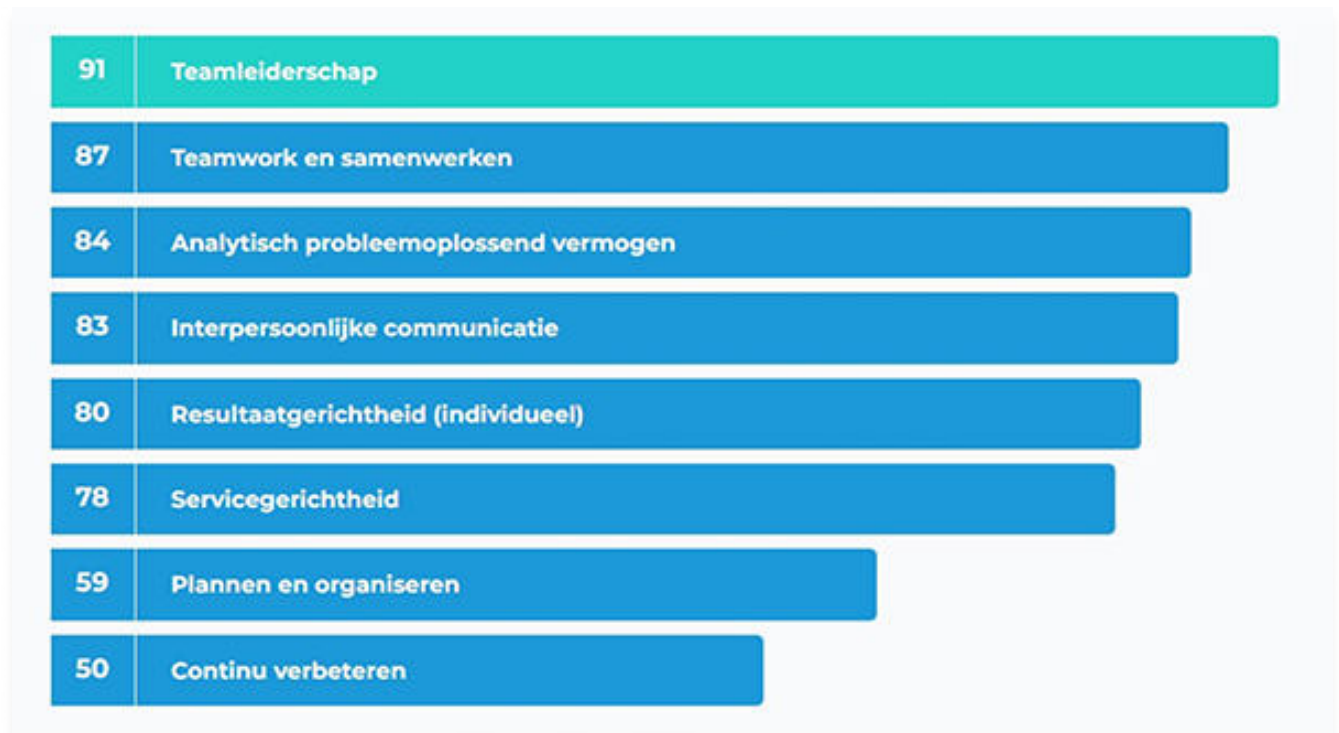 91 Teamleiderschap
87 Teamwork en samenwerken
84 Analytisch probleemoplossend vermogen
83 Interpersoonlijke communicatie
80 Resultaatgerichtheid (individueel)
78 Servicegerichtheid
59 Plannen en organiseren
50 Continu verbeteren